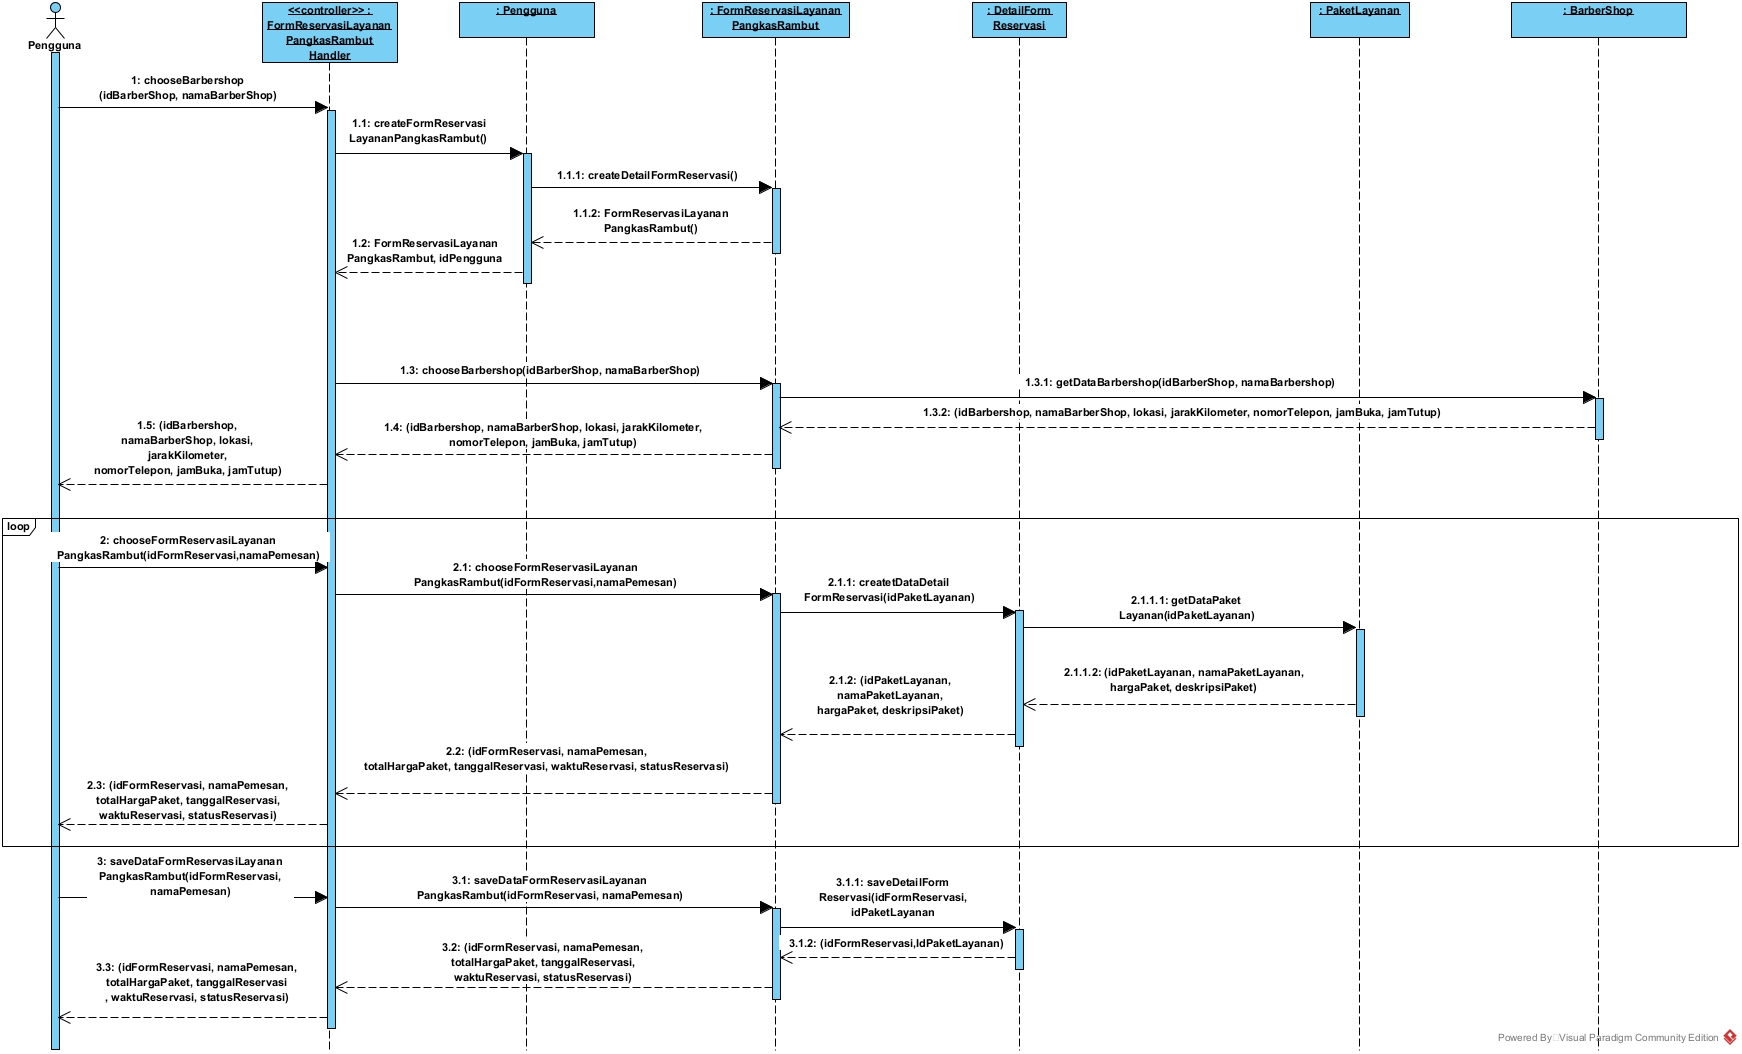 Pengguna
<<controller>> :
FormReservasiLayanan
PangkasRambut
Handler
: Pengguna
: FormReservasiLayanan
PangkasRambut
: DetailForm
Reservasi
: PaketLayanan
: BarberShop
1: chooseBarbershop
(idBarberShop, namaBarberShop)
1.1: createFormReservasi
LayananPangkasRambut()
1.1.1: createDetailFormReservasi()
1.1.2: FormReservasiLayanan
PangkasRambut()
1.2: FormReservasiLayanan
PangkasRambut, idPengguna
1.3: chooseBarbershop(idBarberShop, namaBarberShop)
1.3.1: getDataBarbershop(idBarberShop, namaBarbershop)
1.3.2: (idBarbershop, namaBarberShop, lokasi, jarakKilometer, nomorTelepon, jamBuka, jamTutup)
1.4: (idBarbershop, namaBarberShop, lokasi, jarakKilometer,
nomorTelepon, jamBuka, jamTutup)
1.5: (idBarbershop,
namaBarberShop, lokasi,
jarakKilometer,
nomorTelepon, jamBuka, jamTutup)
loop
2: chooseFormReservasiLayanan
PangkasRambut(idFormReservasi,namaPemesan)
2.1: chooseFormReservasiLayanan
PangkasRambut(idFormReservasi,namaPemesan)
2.1.1: createtDataDetail
FormReservasi(idPaketLayanan)
2.1.1.1: getDataPaket
Layanan(idPaketLayanan)
2.1.1.2: (idPaketLayanan, namaPaketLayanan,
hargaPaket, deskripsiPaket)
2.1.2: (idPaketLayanan,
namaPaketLayanan,
hargaPaket, deskripsiPaket)
2.2: (idFormReservasi, namaPemesan,
totalHargaPaket, tanggalReservasi, waktuReservasi, statusReservasi)
2.3: (idFormReservasi, namaPemesan,
totalHargaPaket, tanggalReservasi,
waktuReservasi, statusReservasi)
3: saveDataFormReservasiLayanan
PangkasRambut(idFormReservasi,
namaPemesan)
3.1: saveDataFormReservasiLayanan
PangkasRambut(idFormReservasi, namaPemesan)
3.1.1: saveDetailForm
Reservasi(idFormReservasi,
idPaketLayanan
3.1.2: (idFormReservasi,IdPaketLayanan)
3.2: (idFormReservasi, namaPemesan,
totalHargaPaket, tanggalReservasi,
waktuReservasi, statusReservasi)
3.3: (idFormReservasi, namaPemesan,
totalHargaPaket, tanggalReservasi
, waktuReservasi, statusReservasi)
Powered By Visual Paradigm Community Edition